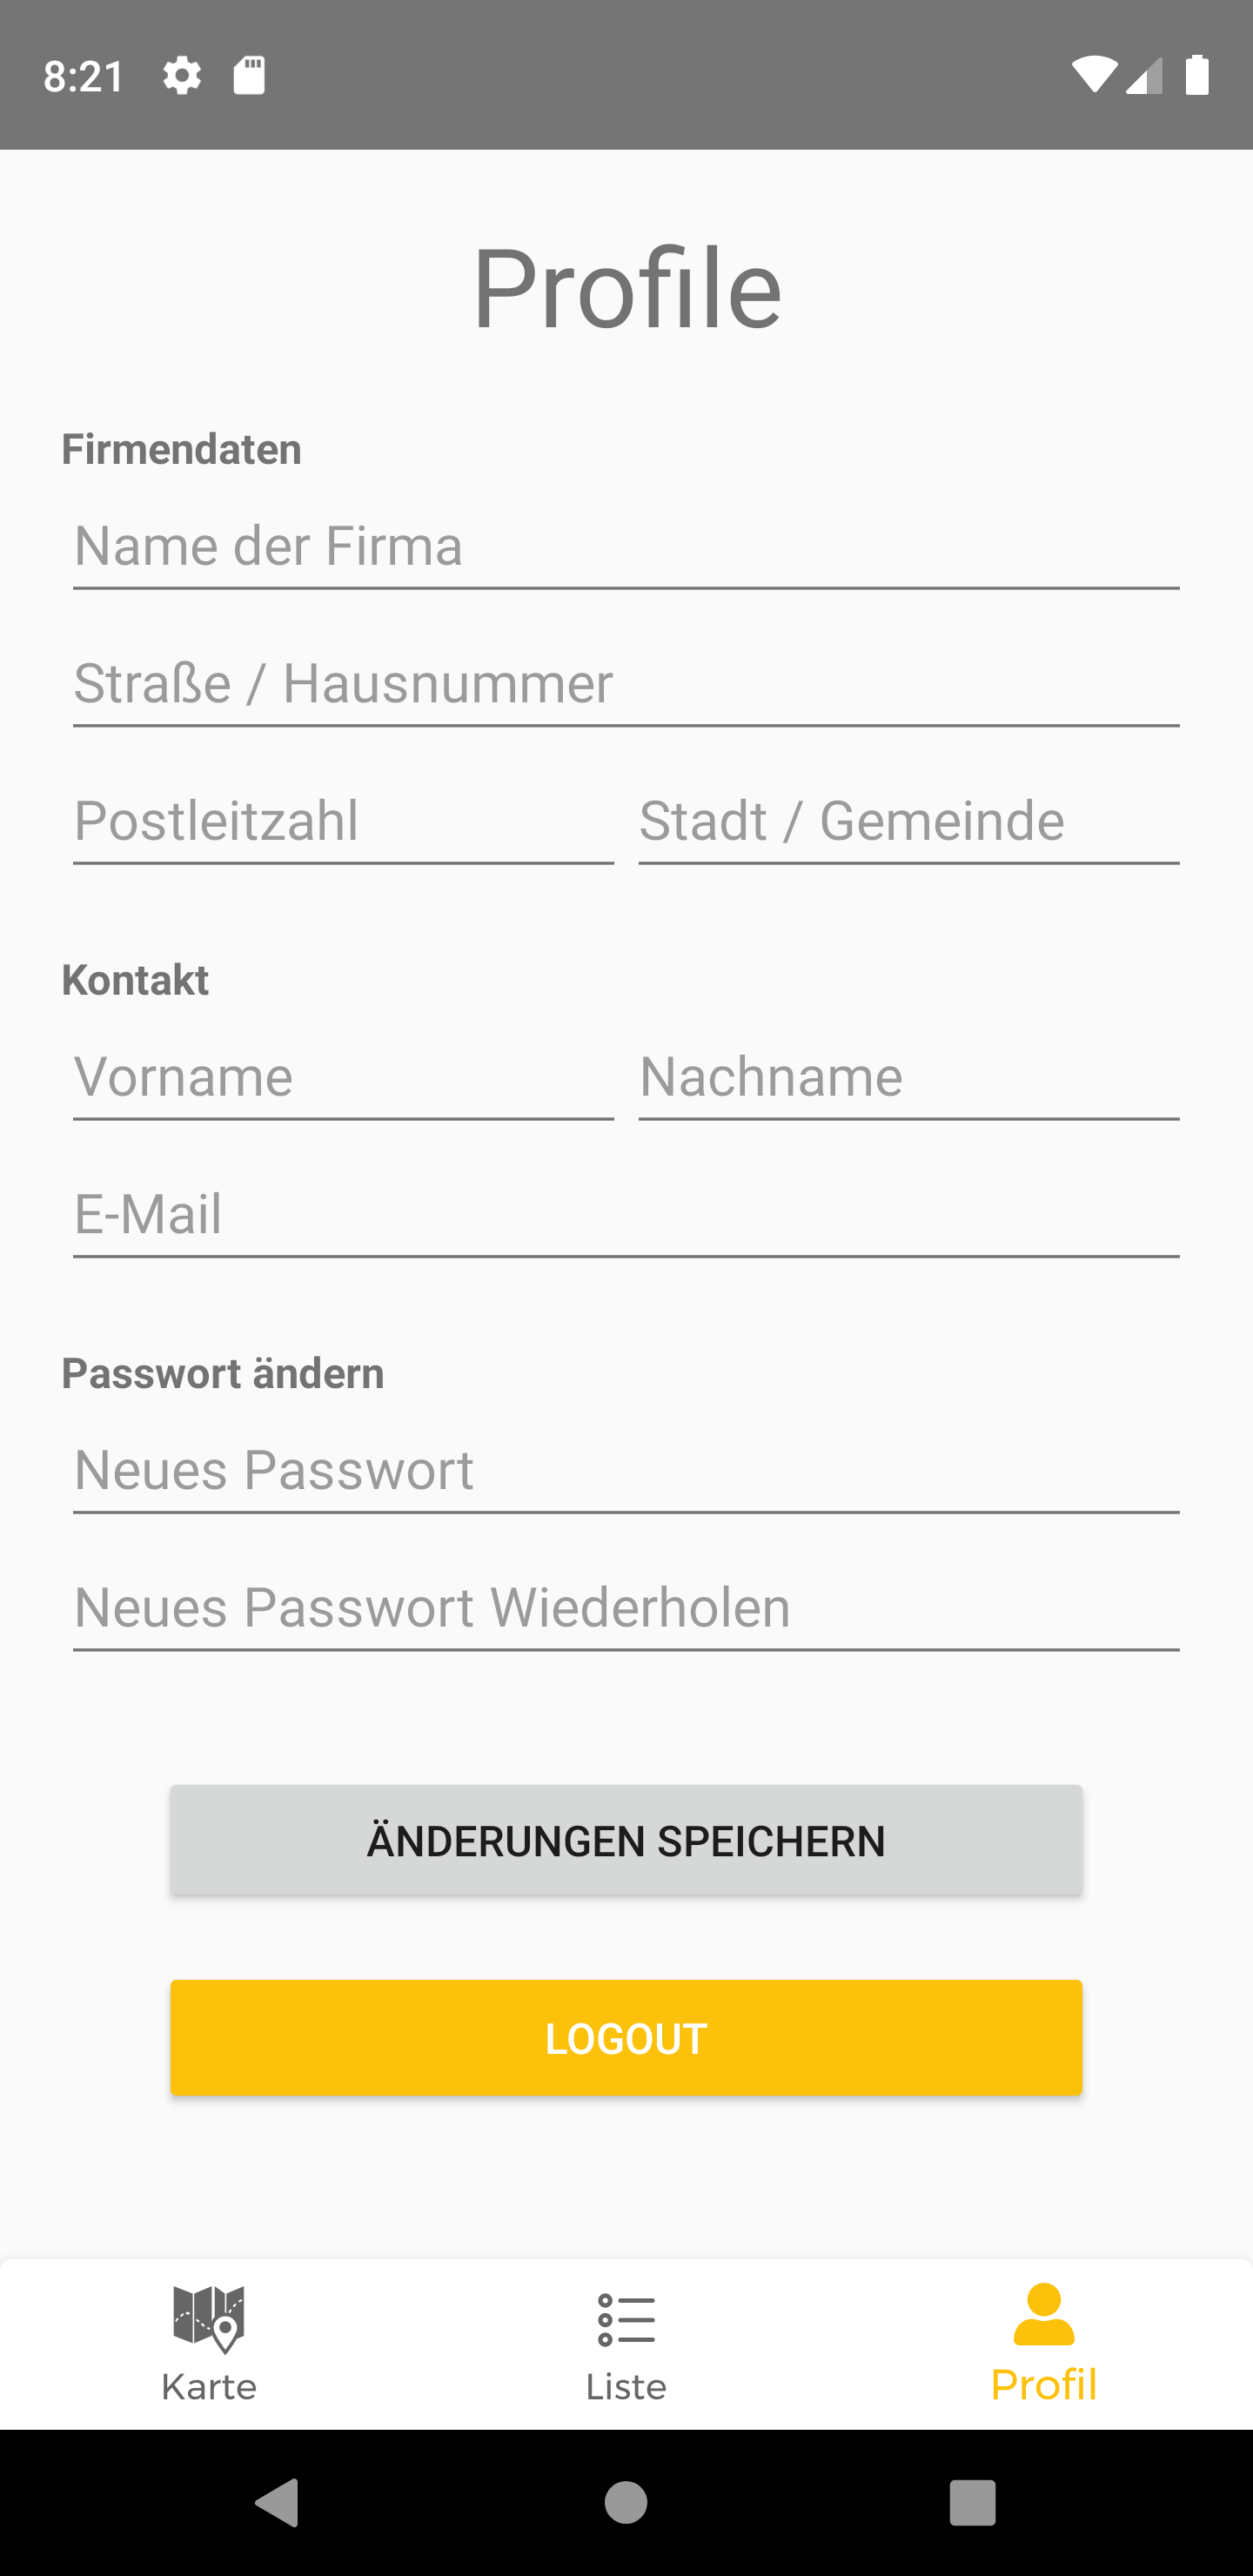 8:21
Profile
Firmendaten
Name der Firma
Straße / Hausnummer
Postleitzahl Stadt / Gemeinde
Kontakt
Vorname Nachname
E-Mail
Passwort ändern
Neues Passwort
Neues Passwort Wiederholen
ÄNDERUNGEN SPEICHERN
LOGOUT
Karte Liste Profil